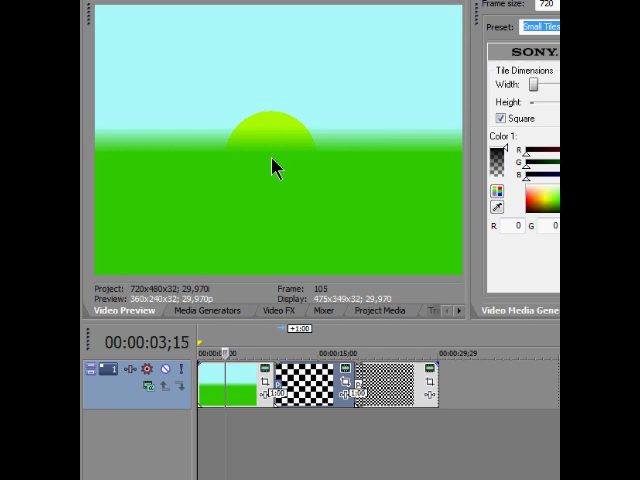 Frame size: 720
Preset: Small Tiles
SONY.
Tile Dimensions
Width:
Height:
Square
Color 1:
R
G
B
R 0 G 0
Project: 720x480x32; 29,970i
Frame: 105
Preview: 360x240x32; 29,970p
Display: 475x349x32; 29,970
Video Preview Media Generators Video FX Mixer Project Media Tr
Video Media Gene
+1:00
00:00:03;15
00:00:15;00 00:00:29;29
1
1:00 1:00